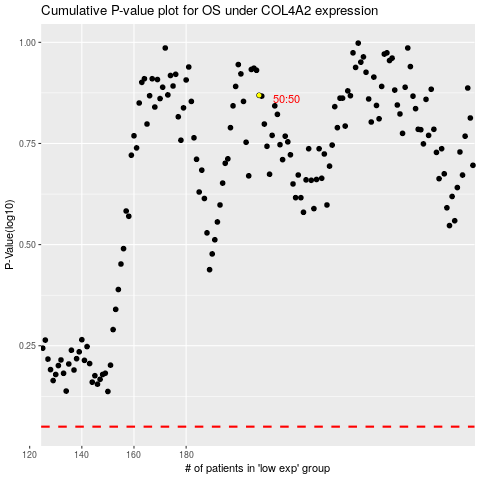 Cumulative P-value plot for OS under COL4A2 expression
1.00
0.75
0.50
0.25
P-Value(log10)
50:50
120 140 160 180
# of patients in 'low exp' group